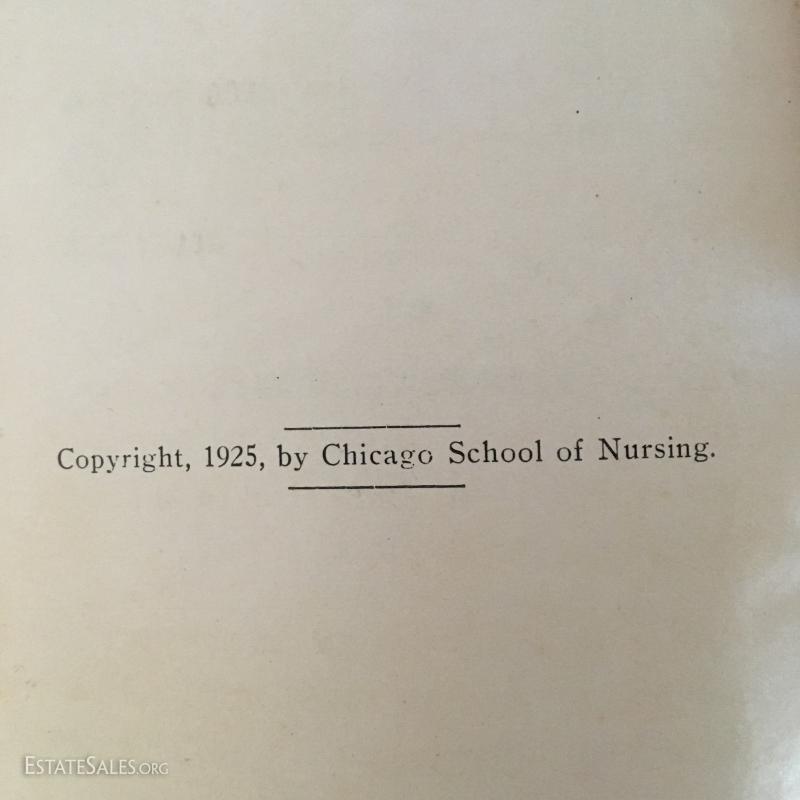 Copyright, 1925, by Chicago School of Nursing.
ESTATESALES.ORG